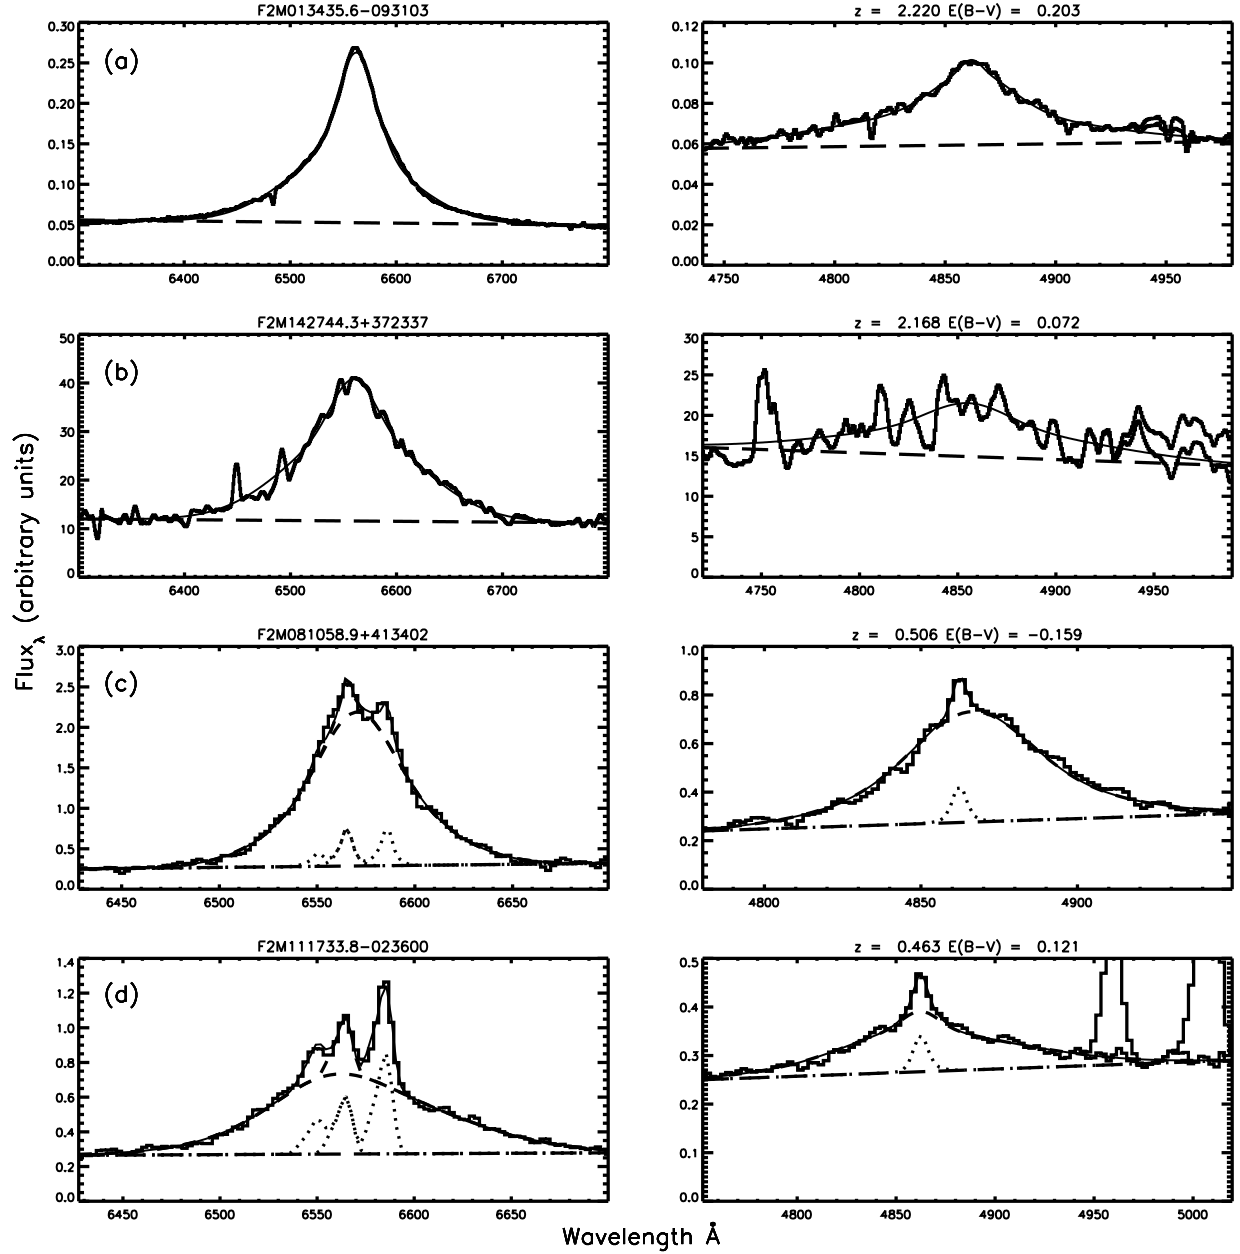 F2M013435.6-093103
z = 2.220 E(B-V) = 0.203
(a)
0.30
0.25
0.20
0.15
0.10
0.05
0.00
6400 6500 6600 6700
0.12
0.10
0.08
0.06
0.04
0.02
0.00
4750 4800 4850 4900 4950
F2M142744.3+372337
z = 2.168 E(B-V) = 0.072
(b)
50
40
30
20
10
0
6400 6500 6600 6700
30
25
20
15
10
5
0
4750 4800 4850 4900 4950
F2M081058.9+413402
z = 0.506 E(B-V) = -0.159
(c)
3.0
2.5
2.0
1.5
1.0
0.5
0.0
6450 6500 6550 6600 6650
1.0
0.8
0.6
0.4
0.2
0.0
4800 4850 4900
F2M111733.8-023600
z = 0.463 E(B-V) = 0.121
(d)
1.4
1.2
1.0
0.8
0.6
0.4
0.2
0.0
6450 6500 6550 6600 6650
0.5
0.4
0.3
0.2
0.1
0.0
4800 4850 4900 4950 5000
Flux λ (arbitrary units)
Wavelength Å